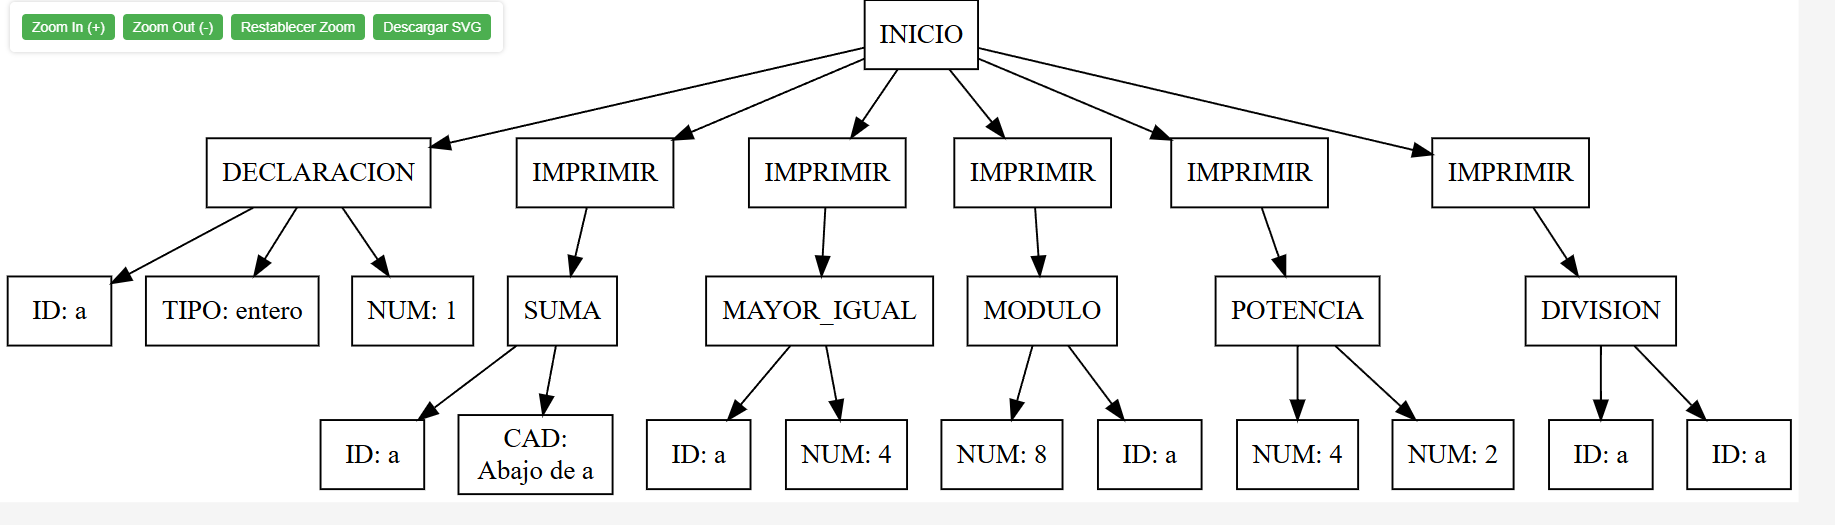 Zoom In (+)
Zoom Out (-)
Restablecer Zoom
Descargar SVG
INICIO
DECLARACION
IMPRIMIR
IMPRIMIR
IMPRIMIR
IMPRIMIR
IMPRIMIR
ID: a
TIPO: entero
NUM: 1
SUMA
MAYOR_IGUAL
MODULO
POTENCIA
DIVISION
ID: a
CAD:
Abajo de a
ID: a
NUM: 4
NUM: 8
ID: a
NUM: 4
NUM: 2
ID: a
ID: a